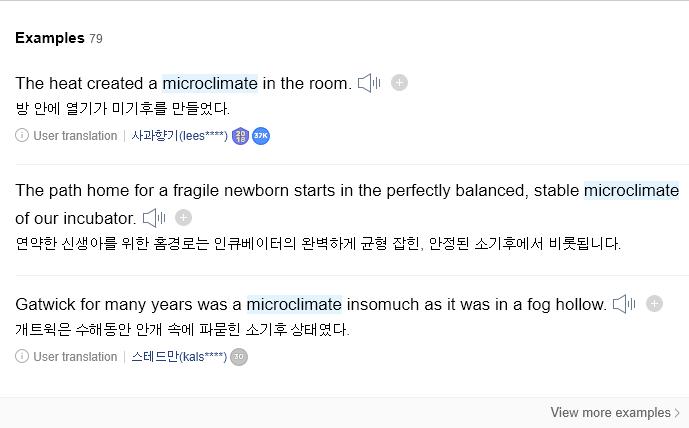 Examples 79
The heat created a microclimate in the room.
방 안에 열기가 미기후를 만들었다.
User translation | 사과향기(lees****) 2018 37K
The path home for a fragile newborn starts in the perfectly balanced, stable microclimate
of our incubator.
연약한 신생아를 위한 홈경로는 인큐베이터의 완벽하게 균형 잡힌, 안정된 소기후에서 비롯됩니다.
Gatwick for many years was a microclimate insomuch as it was in a fog hollow.
개트윅은 수해동안 안개 속에 파묻힌 소기후 상태였다.
User translation | 스테드만(kals****) 30
View more examples